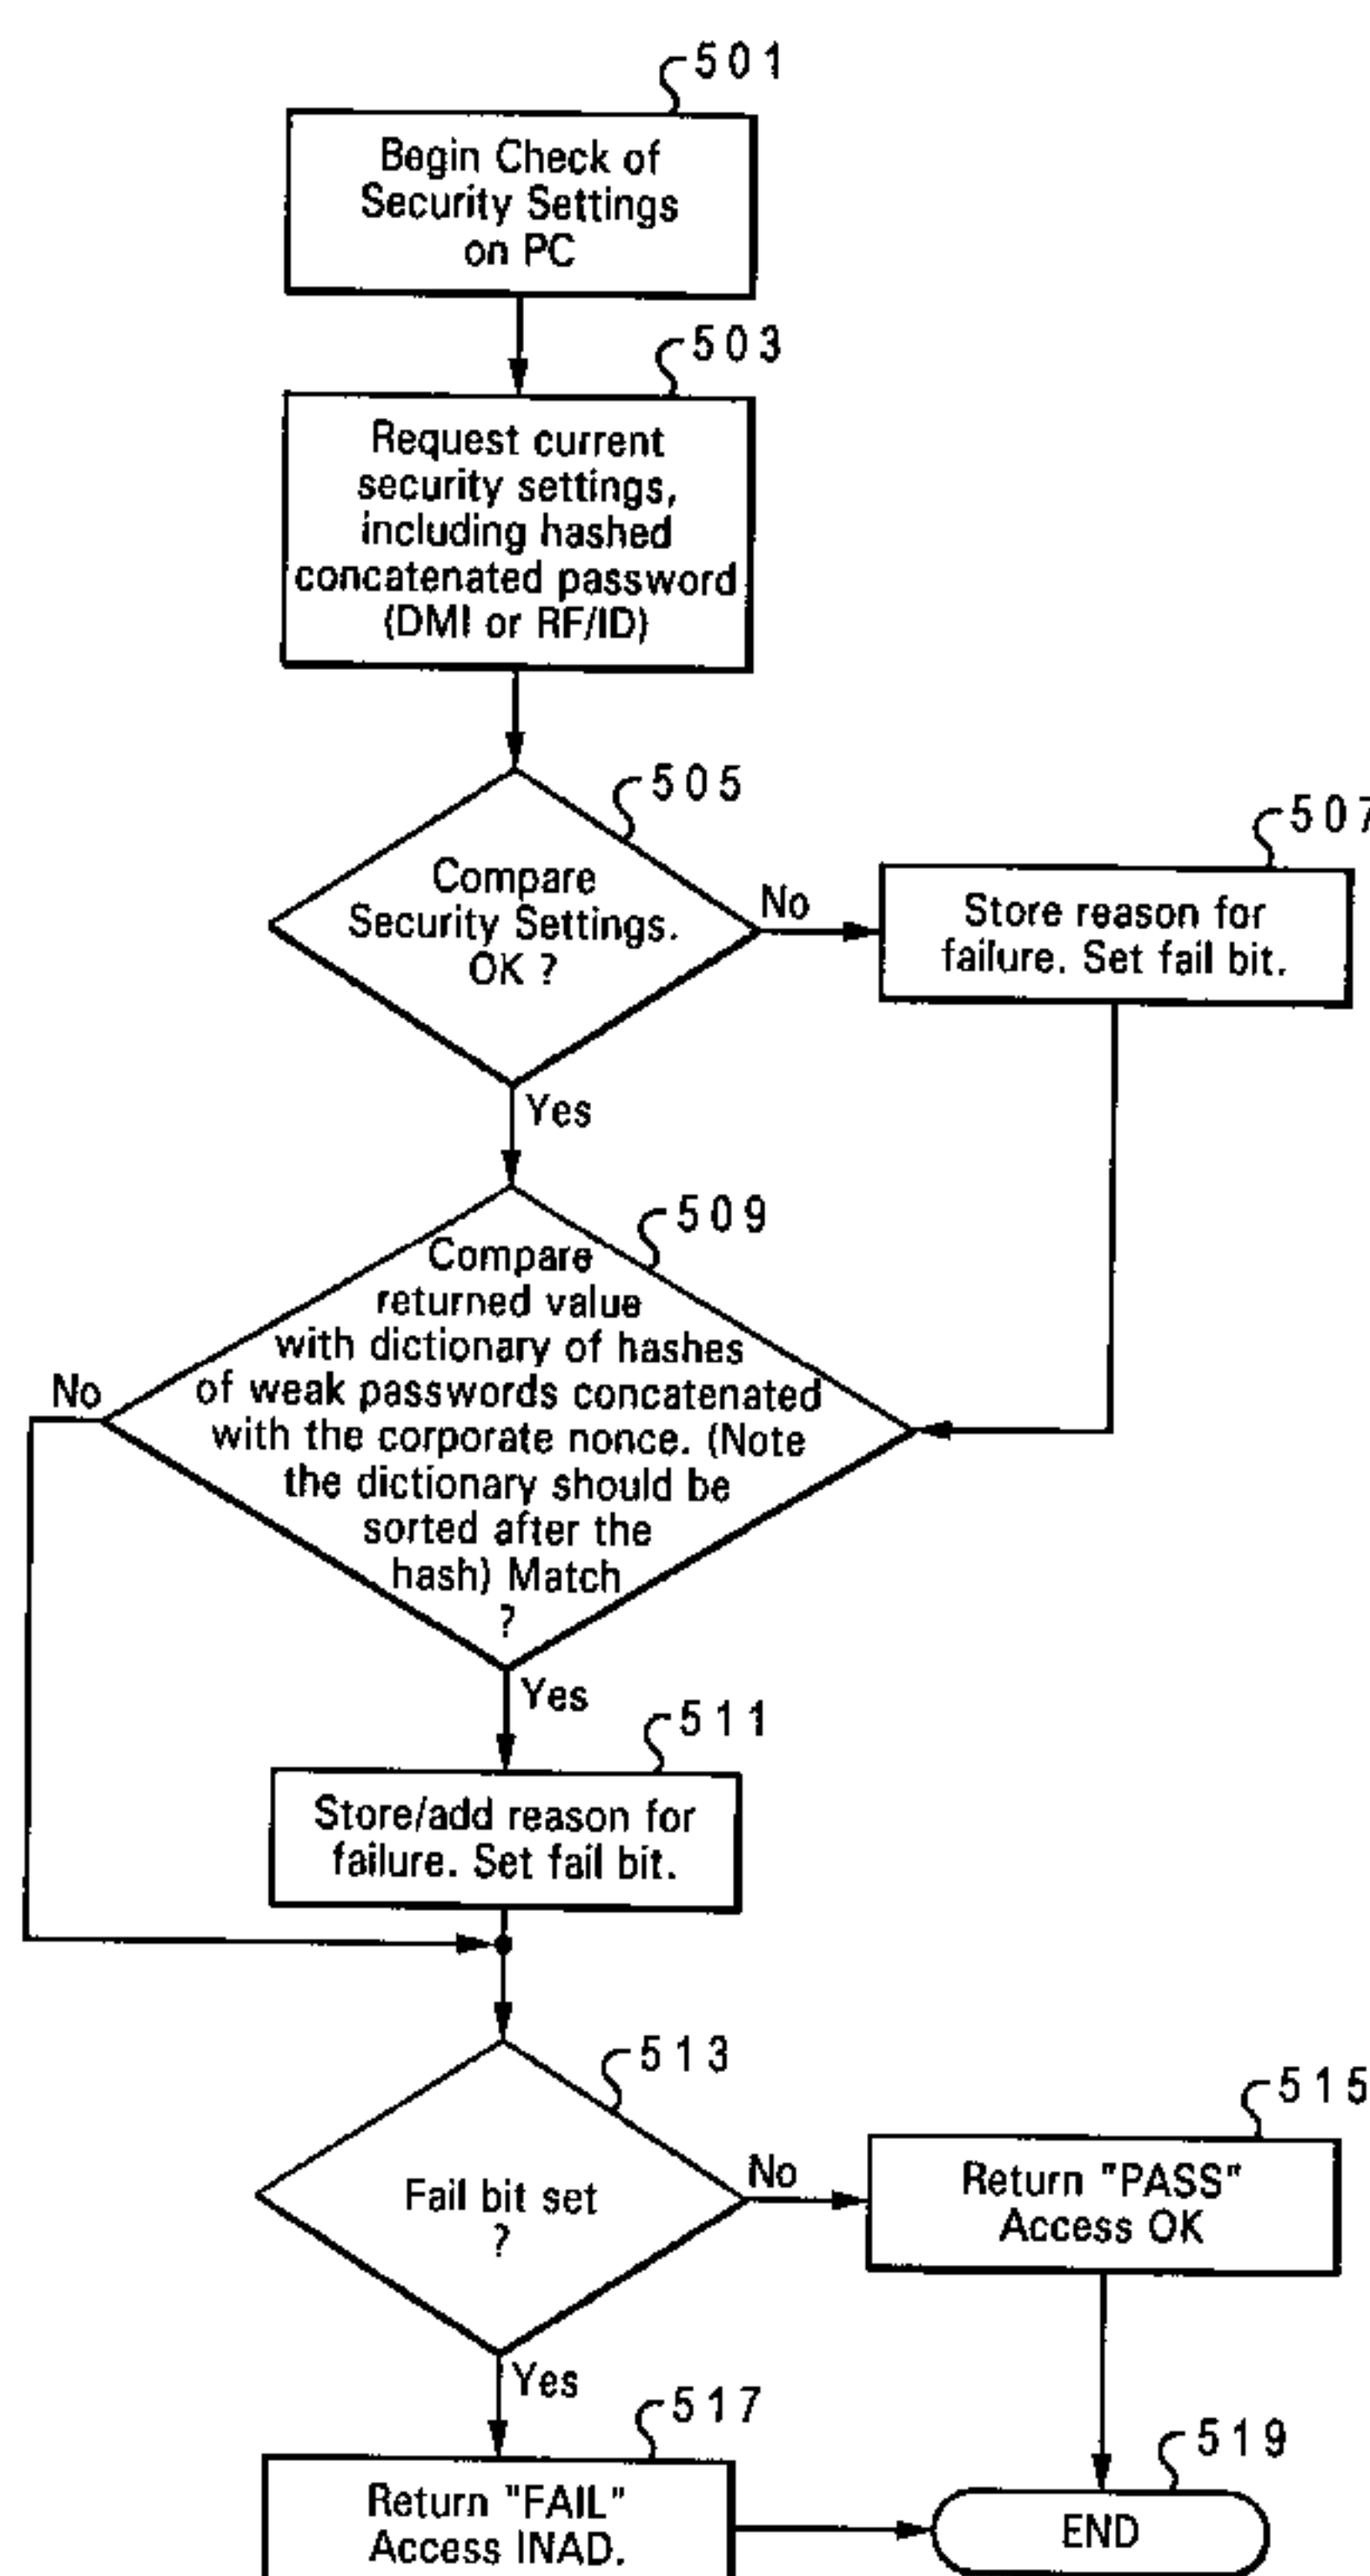 501
Begin Check of
Security Settings
on PC
503
Request current
security settings,
including hashed
concatenated password
(DMI or RF/ID)
505
Compare
Security Settings.
OK ?
No
507
Store reason for
failure. Set fail bit.
Yes
509
Compare
returned value
with dictionary of hashes
of weak passwords concatenated
with the corporate nonce. (Note
the dictionary should be
sorted after the
hash) Match
?
No
Yes
511
Store/add reason for
failure. Set fail bit.
513
Fail bit set
?
No
515
Return "PASS"
Access OK
Yes
517
Return "FAIL"
Access INAD.
519
END